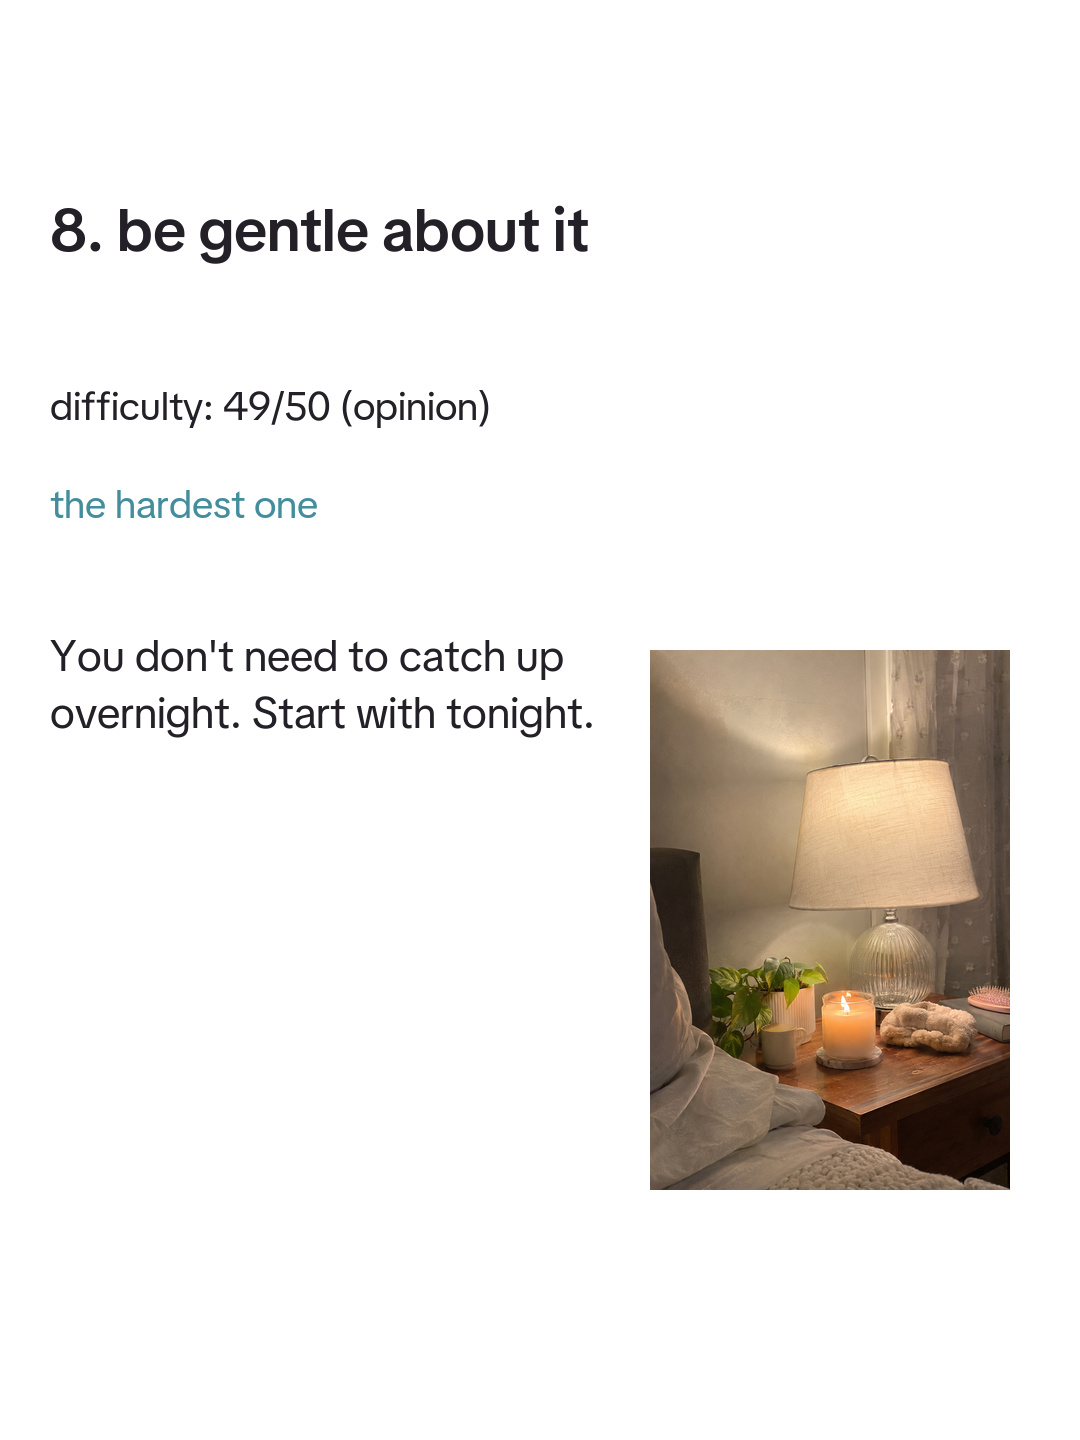 8. be gentle about it
difficulty: 49/50 (opinion)
the hardest one
You don't need to catch up
overnight. Start with tonight.